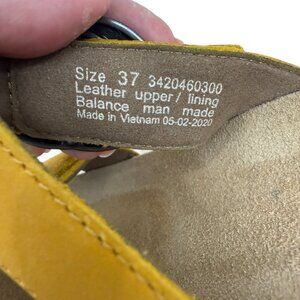 Size 37 3420460300
Leather upper/ lining
Balance man made
Made in Vietnam 05-02-2020